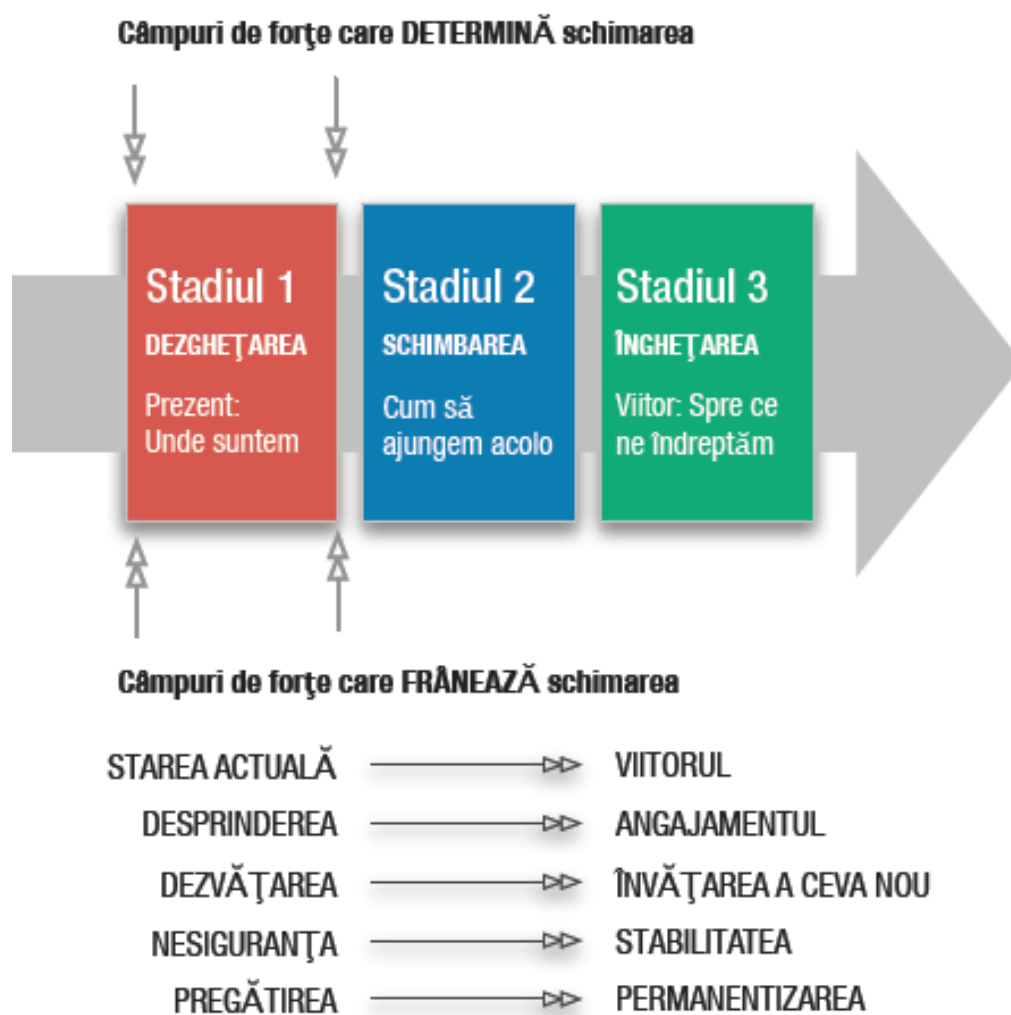 Câmpuri de forţe care DETERMINĂ schimarea
Stadiul 1
DEZGHEŢAREA
Prezent:
Unde suntem
Stadiul 2
SCHIMBAREA
Cum să
ajungem acolo
Stadiul 3
ÎNGHEŢAREA
Viitor: Spre ce
ne îndreptăm
Câmpuri de forţe care FRÂNEAZĂ schimarea
STAREA ACTUALĂ VIITORUL
DESPRINDEREA ANGAJAMENTUL
DEZVĂŢAREA ÎNVĂŢAREA A CEVA NOU
NESIGURANŢA STABILITATEA
PREGĂTIREA PERMANENTIZAREA